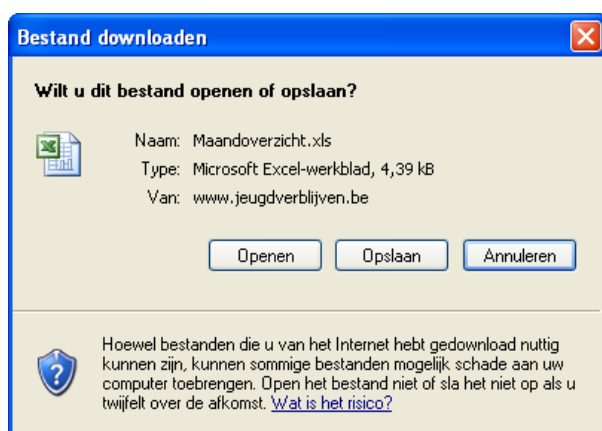 Bestand downloaden
Wilt u dit bestand openen of opslaan?
Naam: Maandoverzicht.xls
Type: Microsoft Excel-werkblad, 4,39 kB
Van: www.jeugdverblijven.be
Openen Opslaan Annuleren
Hoewel bestanden die u van het Internet hebt gedownload nuttig
kunnen zijn, kunnen sommige bestanden mogelijk schade aan uw
computer toebrengen. Open het bestand niet of sla het niet op als u
twijfelt over de afkomst. Wat is het risico?